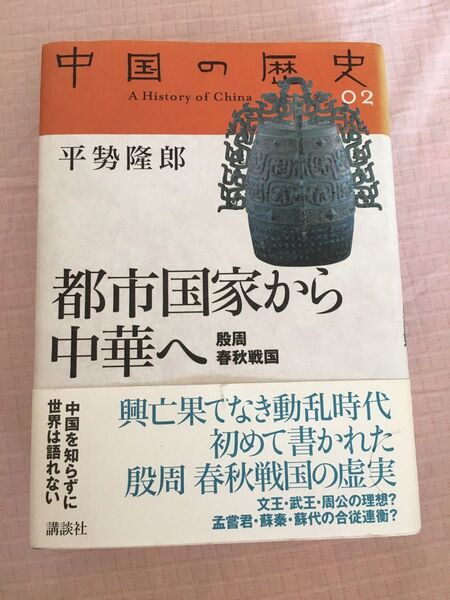 中国の歴史
A History of China
02
平㔟隆郎
都市国家から
中華へ
殷周
春秋戦国
興亡果てなき動乱時代
初めて書かれた
殷周 春秋戦国の虚実
文王・武王・周公の理想?
孟嘗君・蘇秦・蘇代の合従連衡?
中国を知らずに
世界は語れない
講談社